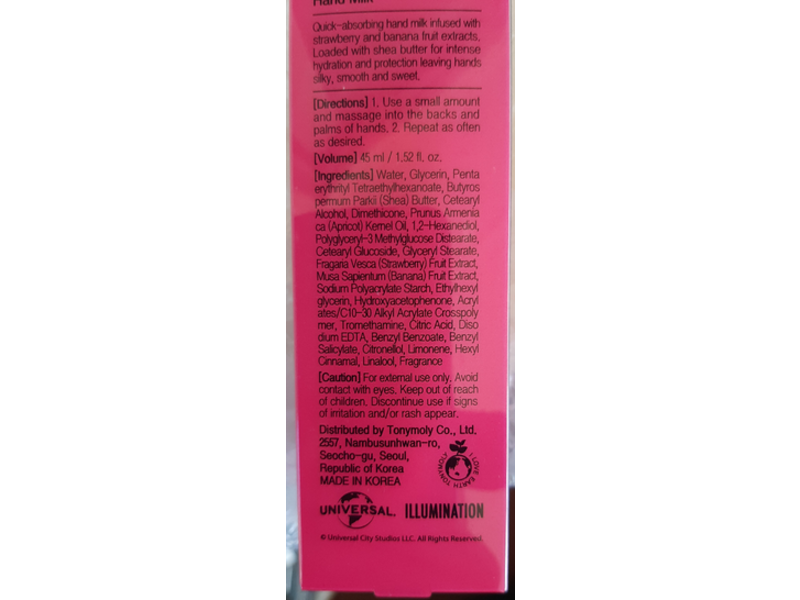 Hand Milk
Quick-absorbing hand milk infused with
strawberry and banana fruit extracts.
Loaded with shea butter for intense
hydration and protection leaving hands
silky, smooth and sweet.
[Directions] 1. Use a small amount
and massage into the backs and
palms of hands. 2. Repeat as often
as desired.
[Volume] 45 ml / 1.52 fl. oz.
[Ingredients] Water, Glycerin, Penta
erythrityl Tetraethylhexanoate, Butyros
permum Parkii (Shea) Butter, Cetearyl
Alcohol, Dimethicone, Prunus Armenia
ca (Apricot) Kernel Oil, 1,2-Hexanediol,
Polyglyceryl-3 Methylglucose Distearate,
Cetearyl Glucoside, Glyceryl Stearate,
Fragaria Vesca (Strawberry) Fruit Extract,
Musa Sapientum (Banana) Fruit Extract,
Sodium Polyacrylate Starch, Ethylhexyl
glycerin, Hydroxyacetophenone, Acryl
ates/C10-30 Alkyl Acrylate Crosspoly
mer, Tromethamine, Citric Acid, Diso
dium EDTA, Benzyl Benzoate, Benzyl
Salicylate, Citronellol, Limonene, Hexyl
Cinnamal, Linalool, Fragrance
[Caution] For external use only. Avoid
contact with eyes. Keep out of reach
of children. Discontinue use if signs
of irritation and/or rash appear.
Distributed by Tonymoly Co., Ltd.
2557, Nambusunhwan-ro,
Seocho-gu, Seoul,
Republic of Korea
MADE IN KOREA
I LOVE EARTH TONYMOLY
UNIVERSAL. ILLUMINATION
© Universal City Studios LLC. All Rights Reserved.